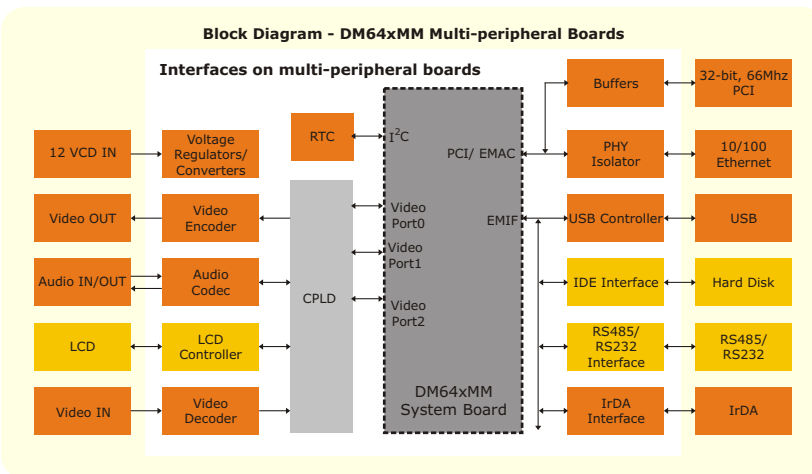 Block Diagram - DM64xMM Multi-peripheral Boards
Interfaces on multi-peripheral boards
12 VCD IN
Voltage
Regulators/
Converters
Video OUT
Video
Encoder
Audio IN/OUT
Audio
Codec
LCD
LCD
Controller
Video IN
Video
Decoder
RTC
CPLD
I²C
PCI/ EMAC
Video
Port0
EMIF
Video
Port1
Video
Port2
DM64xMM
System Board
Buffers
32-bit, 66Mhz
PCI
PHY
Isolator
10/100
Ethernet
USB Controller
USB
IDE Interface
Hard Disk
RS485/
RS232
Interface
RS485/
RS232
IrDA
Interface
IrDA